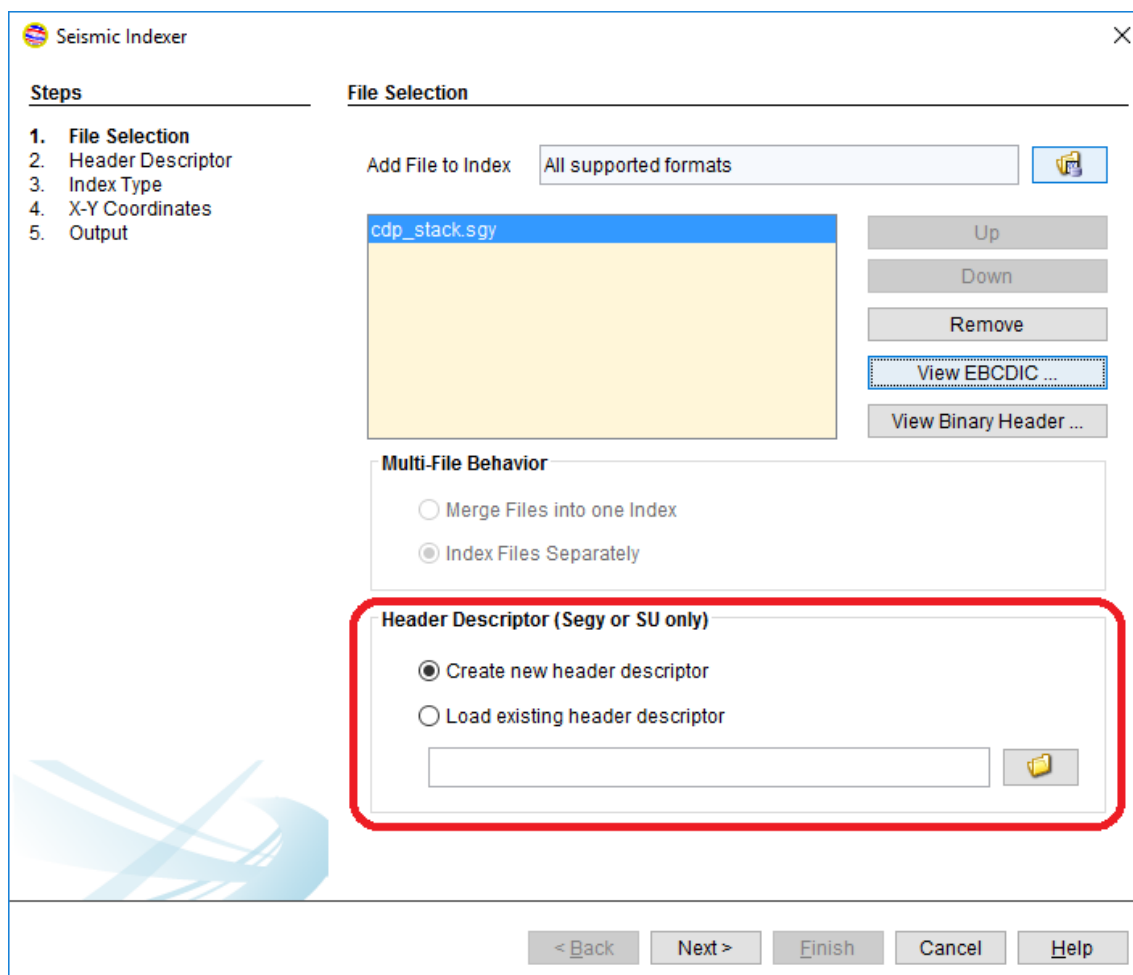 Seismic Indexer
Steps
1. File Selection
2. Header Descriptor
3. Index Type
4. X-Y Coordinates
5. Output
File Selection
Add File to Index All supported formats
cdp_stack.sgy
Up
Down
Remove
View EBCDIC ...
View Binary Header ...
Multi-File Behavior
Merge Files into one Index
Index Files Separately
Header Descriptor (Segy or SU only)
Create new header descriptor
Load existing header descriptor
< Back Next > Finish Cancel Help